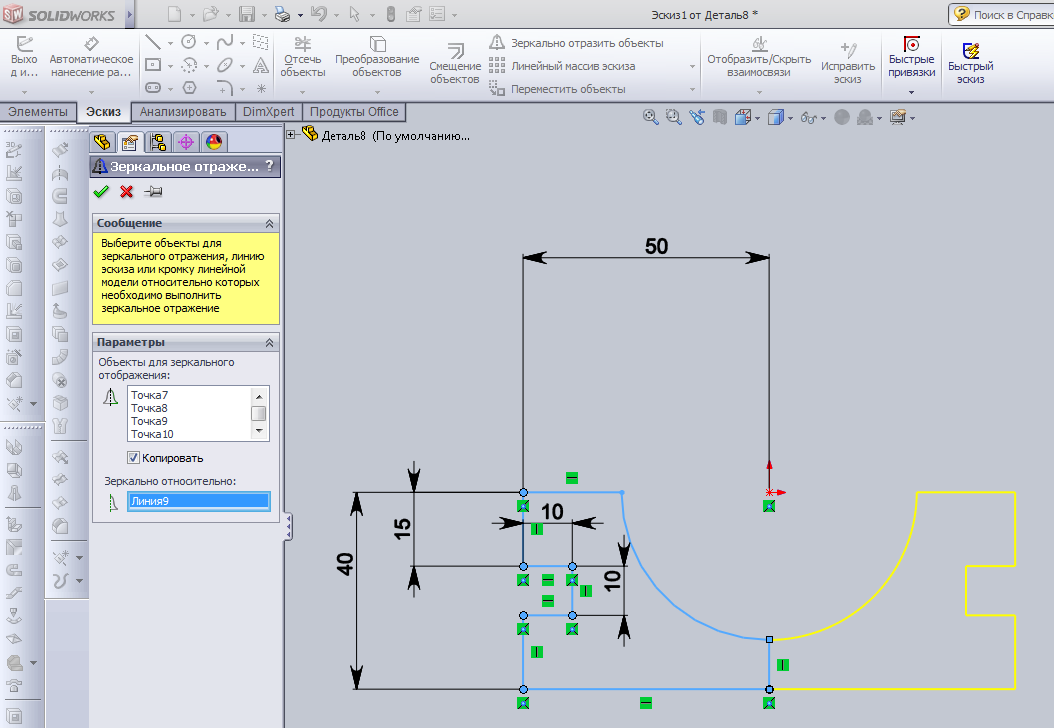 SOLIDWORKS
Эскиз1 от Деталь8 *
Поиск в Справк
Выхо
д и...
Автоматическое
нанесение ра...
Отсечь
объекты
Преобразование
объектов
Смещение
объектов
Зеркально отразить объекты
Линейный массив эскиза
Переместить объекты
Отобразить/Скрыть
взаимосвязи
Исправить
эскиз
Быстрые
привязки
Быстрый
эскиз
Элементы
Эскиз
Анализировать
DimXpert
Продукты Office
Деталь8 (По умолчанию...
Зеркальное отраже... ?
Сообщение
Выберите объекты для
зеркального отражения, линию
эскиза или кромку линейной
модели относительно которых
необходимо выполнить
зеркальное отражение
Параметры
Объекты для зеркального
отображения:
Точка7
Точка8
Точка9
Точка10
Копировать
Зеркально относительно:
Линия9
50
10
15
40
10